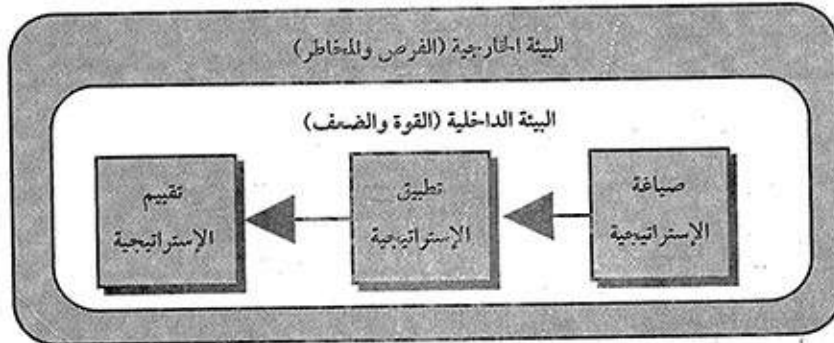 البيئة الخارجية (الفرص والمخاطر)
البيئة الداخلية (القوة والضعف)
صياغة
الإستراتيجية
تطبيق
الإستراتيجية
تقييم
الإستراتيجية